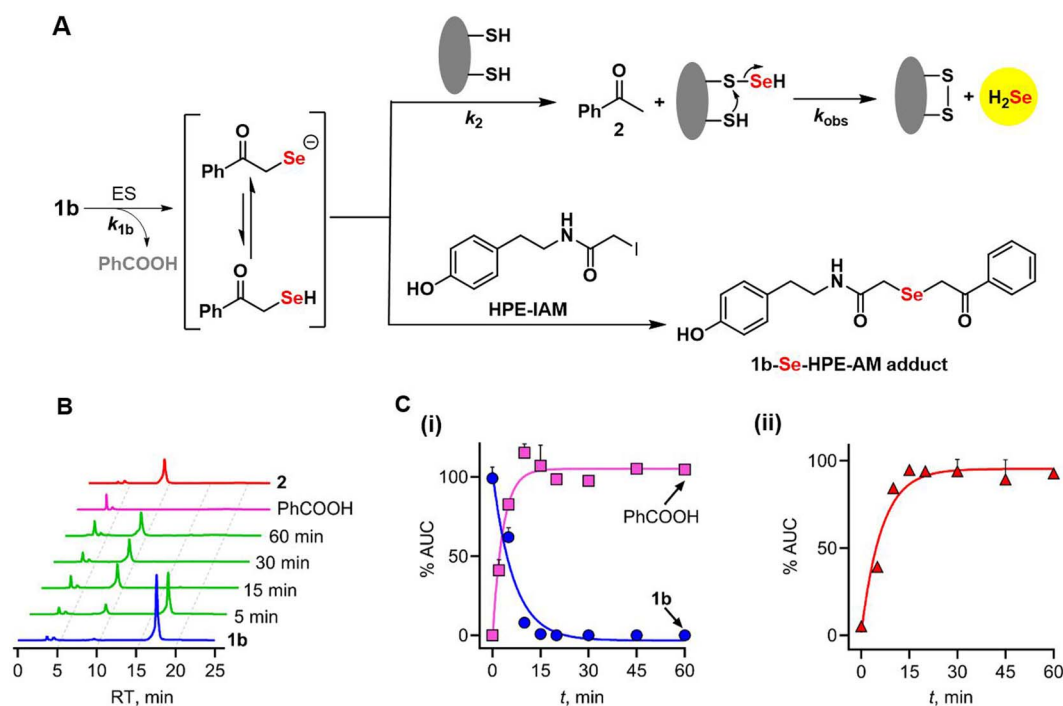 A
SH
SH
k2
O
Ph
2
+
S
SeH
SH
kobs
S
S
+
H2Se
1b
ES
k1b
PhCOOH
O
Ph
Se
⊖
O
Ph
SeH
HO
H
N
O
I
HPE-IAM
HO
H
N
O
Se
O
1b-Se-HPE-AM adduct
B
2
PhCOOH
60 min
30 min
15 min
5 min
1b
0 5 10 15 20 25
RT, min
C
(i)
% AUC
100
50
0
PhCOOH
1b
0 15 30 45 60
t, min
(ii)
% AUC
100
50
0
0 15 30 45 60
t, min